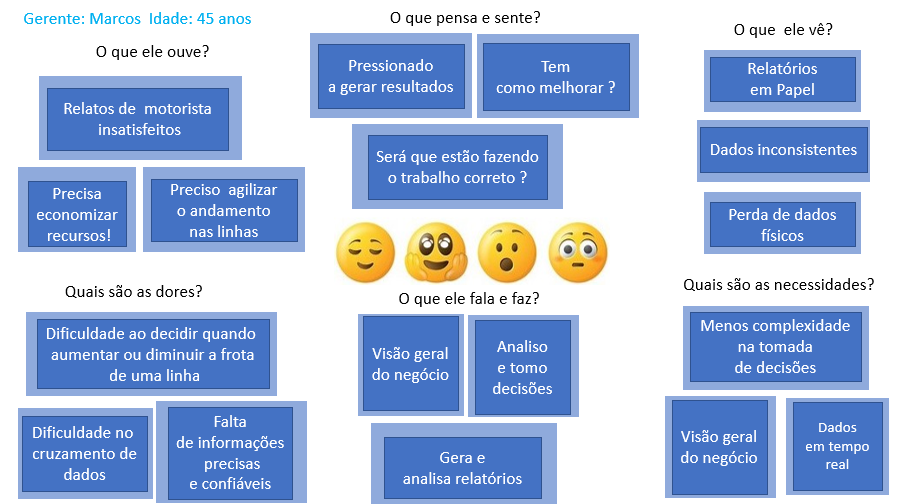 Gerente: Marcos  Idade: 45 anos
O que ele ouve?
Relatos de  motorista
insatisfeitos
Precisa
economizar
recursos!
Preciso  agilizar
o andamento
nas linhas
O que pensa e sente?
Pressionado
a gerar resultados
Tem
como melhorar ?
Será que estão fazendo
o trabalho correto ?
O que  ele vê?
Relatórios
em Papel
Dados inconsistentes
Perda de dados
físicos
Quais são as dores?
Dificuldade ao decidir quando
aumentar ou diminuir a frota
de uma linha
Dificuldade no
cruzamento de
dados
Falta
de informações
precisas
e confiáveis
O que ele fala e faz?
Visão geral
do negócio
Analiso
e tomo
decisões
Gera e
analisa relatórios
Quais são as necessidades?
Menos complexidade
na tomada
de decisões
Visão geral
do negócio
Dados
em tempo
real